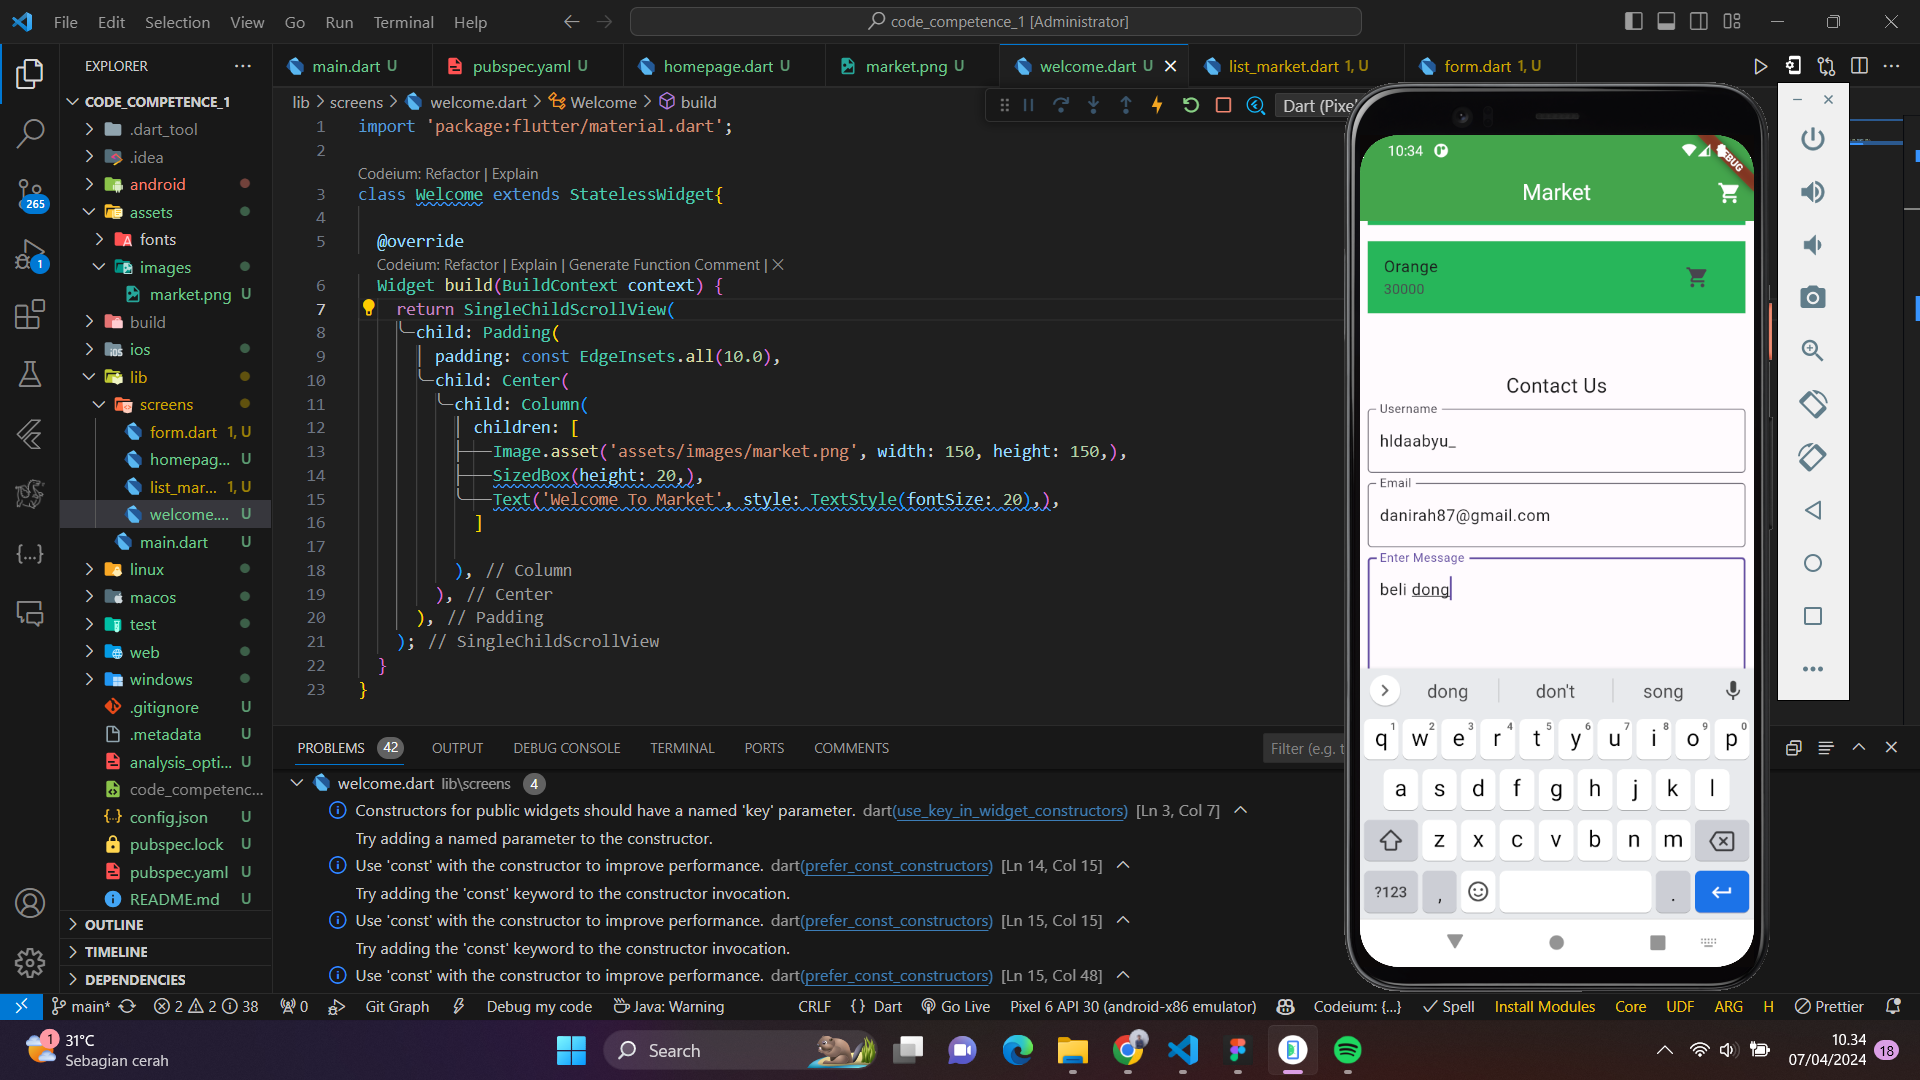 File Edit Selection View Go Run Terminal Help
code_competence_1 [Administrator]
EXPLORER
main.dart U
pubspec.yaml U
homepage.dart U
market.png U
welcome.dart U
list_market.dart 1, U
form.dart 1, U
lib > screens > welcome.dart > Welcome > build
Dart (Pixel
CODE_COMPETENCE_1
.dart_tool
.idea
android
assets
fonts
images
market.png U
build
ios
lib
screens
form.dart 1, U
homepag... U
list_mar... 1, U
welcome.... U
main.dart U
linux
macos
test
web
windows
.gitignore U
.metadata U
pubspec.yaml U
analysis_opti... U
code_competenc...
config.json U
pubspec.lock U
README.md U
OUTLINE
TIMELINE
DEPENDENCIES
265
1
1 import 'package:flutter/material.dart';
2
Codeium: Refactor | Explain
3 class Welcome extends StatelessWidget{
4
5 @override
Codeium: Refactor | Explain | Generate Function Comment | ×
6 Widget build(BuildContext context) {
7 return SingleChildScrollView(
8 child: Padding(
9 padding: const EdgeInsets.all(10.0),
10 child: Center(
11 child: Column(
12 children: [
13 Image.asset('assets/images/market.png', width: 150, height: 150,),
14 SizedBox(height: 20,),
15 Text('Welcome To Market', style: TextStyle(fontSize: 20),),
16 ]
17
18 ), // Column
19 ), // Center
20 ), // Padding
21 ); // SingleChildScrollView
22 }
23 }
PROBLEMS 42 OUTPUT DEBUG CONSOLE TERMINAL PORTS COMMENTS
Filter (e.g. t
welcome.dart lib\screens 4
Constructors for public widgets should have a named 'key' parameter. dart(use_key_in_widget_constructors) [Ln 3, Col 7]
Try adding a named parameter to the constructor.
Use 'const' with the constructor to improve performance. dart(prefer_const_constructors) [Ln 14, Col 15]
Try adding the 'const' keyword to the constructor invocation.
Use 'const' with the constructor to improve performance. dart(prefer_const_constructors) [Ln 15, Col 15]
Try adding the 'const' keyword to the constructor invocation.
Use 'const' with the constructor to improve performance. dart(prefer_const_constructors) [Ln 15, Col 48]
10:34
Market
Orange
30000
Contact Us
Username
hldaabyu_
Email
danirah87@gmail.com
Enter Message
beli dong
dong don't song
q1 w2 e3 r4 t5 y6 u7 i8 o9 p0
a s d f g h j k l
z x c v b n m
?123 , .
main* 2 2 38 0 Git Graph Debug my code Java: Warning
CRLF {} Dart Go Live Pixel 6 API 30 (android-x86 emulator) Codeium: {...} Spell Install Modules Core UDF ARG H Prettier
1
31°C
Sebagian cerah
Search
10.34
07/04/2024
18